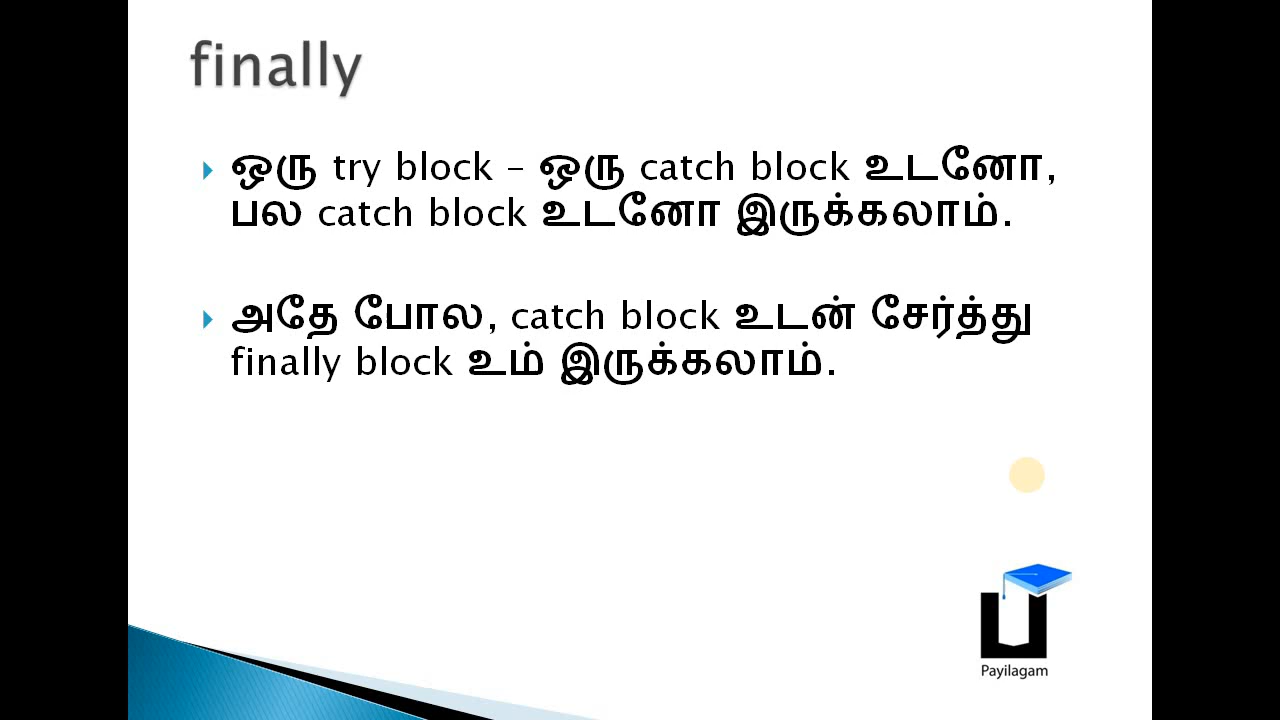 finally
ஒரு try block – ஒரு catch block உடனோ,
பல catch block உடனோ இருக்கலாம்.
அதே போல, catch block உடன் சேர்த்து
finally block உம் இருக்கலாம்.
Payilagam